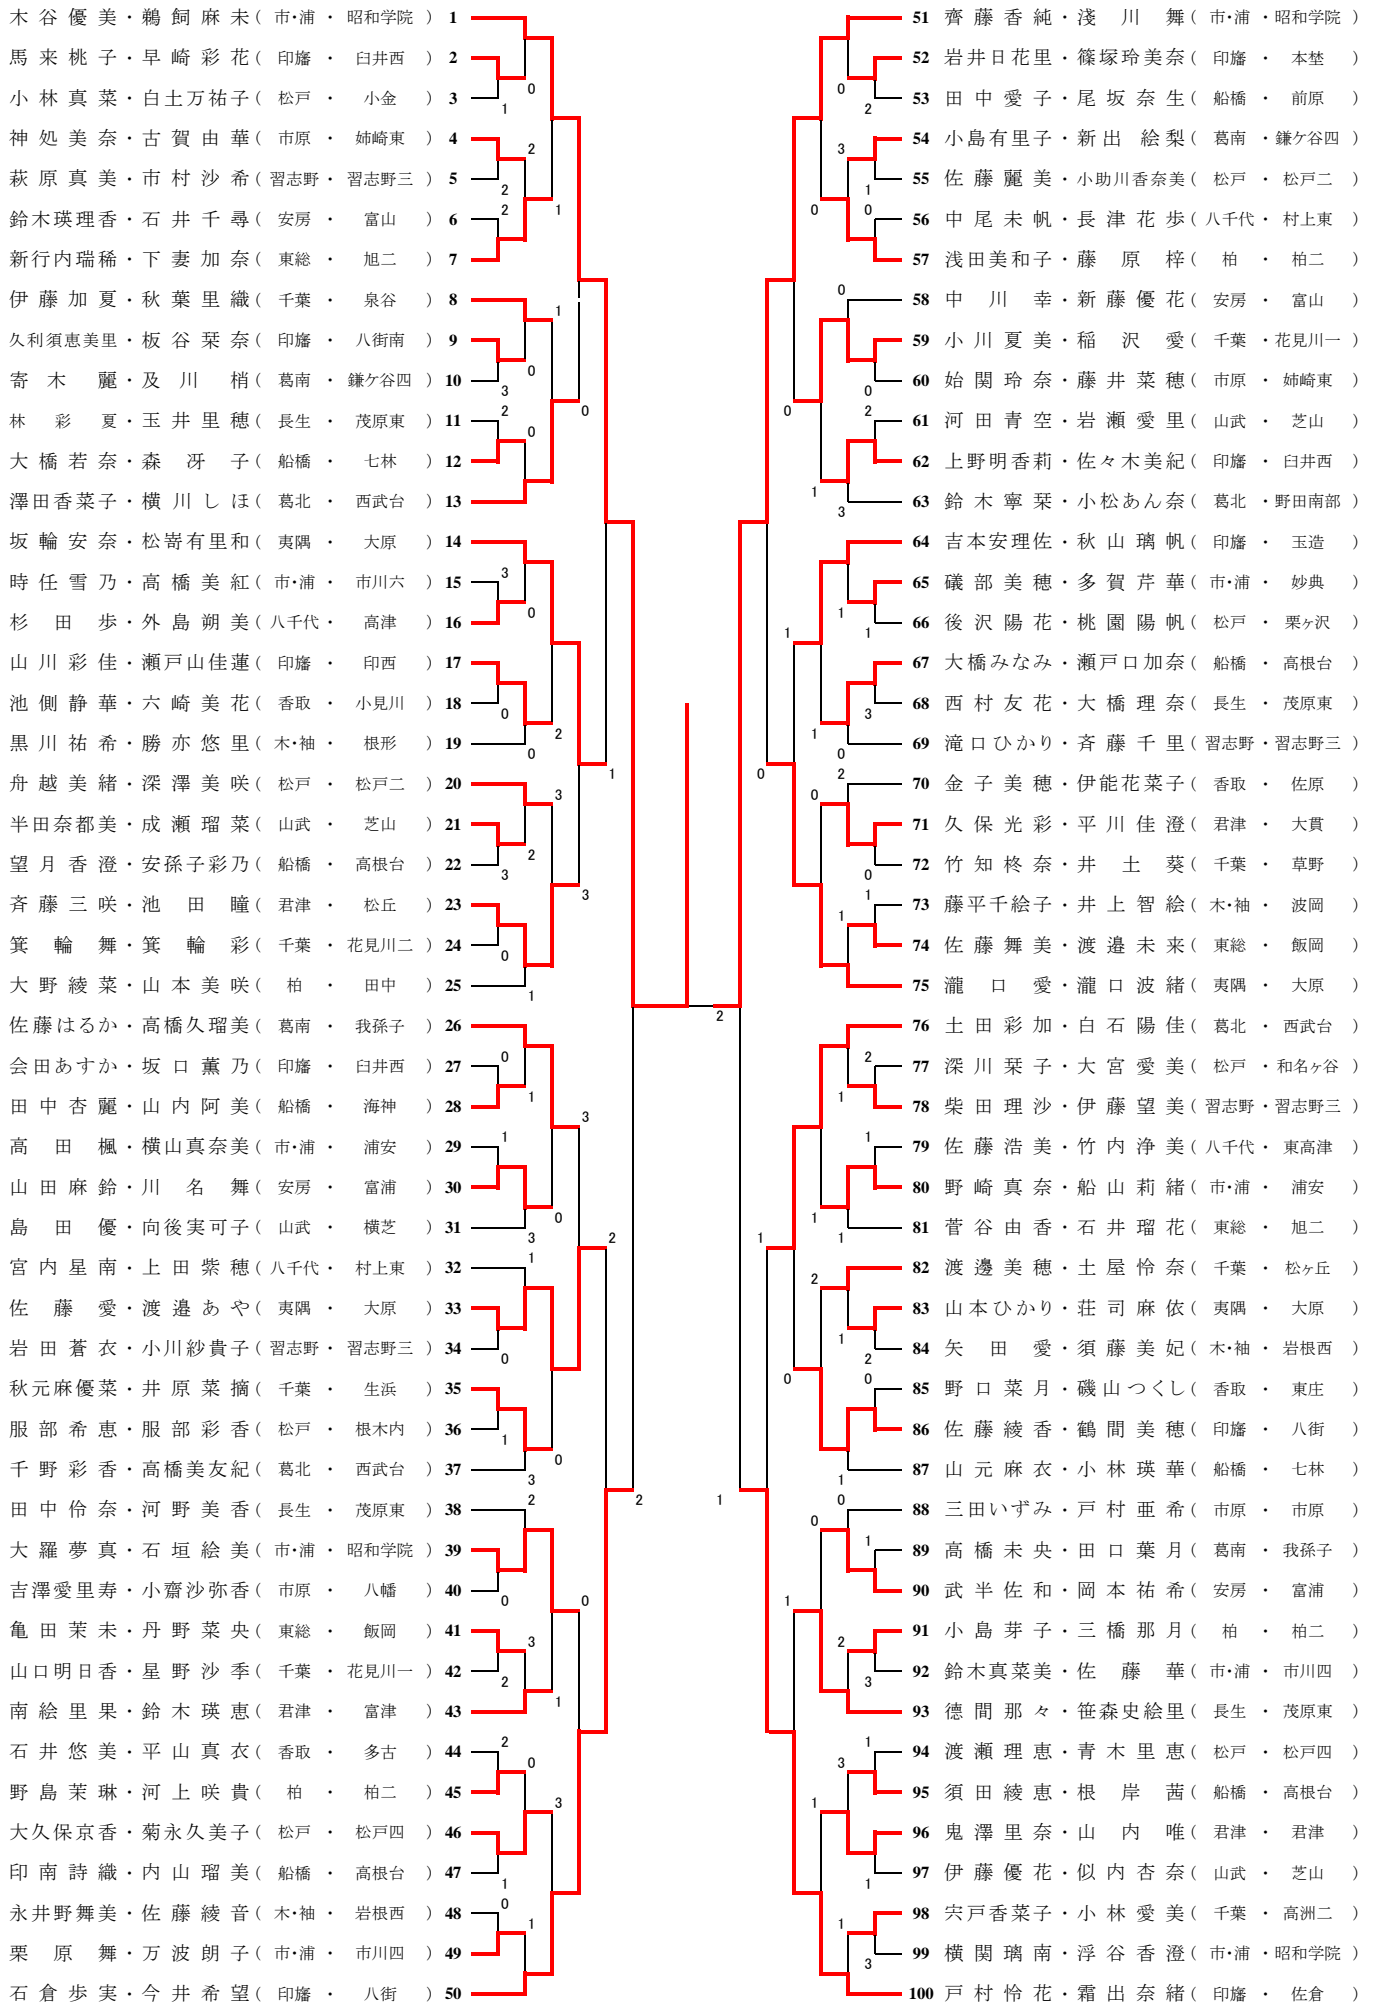 木谷優美・鵜飼麻未(市・浦・昭和学院) 1
馬来桃子・早崎彩花(印旛・臼井西) 2
小林真菜・白土万祐子(松戸・小金) 3
神処美奈・古賀由華(市原・姉崎東) 4
萩原真美・市村沙希(習志野・習志野三) 5
鈴木瑛理香・石井千尋(安房・富山) 6
新行内瑞稀・下妻加奈(東総・旭二) 7
伊藤加夏・秋葉里織(千葉・泉谷) 8
久利須恵美里・板谷栞奈(印旛・八街南) 9
寄木麗・及川梢(葛南・鎌ケ谷四) 10
林彩夏・玉井里穂(長生・茂原東) 11
大橋若奈・森冴子(船橋・七林) 12
澤田香菜子・横川しほ(葛北・西武台) 13
坂輪安奈・松嵜有里和(夷隅・大原) 14
時任雪乃・高橋美紅(市・浦・市川六) 15
杉田歩・外島朔美(八千代・高津) 16
山川彩佳・瀬戸山佳蓮(印旛・印西) 17
池側静華・六崎美花(香取・小見川) 18
黒川祐希・勝亦悠里(木・袖・根形) 19
舟越美緒・深澤美咲(松戸・松戸二) 20
半田奈都美・成瀬瑠菜(山武・芝山) 21
望月香澄・安孫子彩乃(船橋・高根台) 22
斉藤三咲・池田瞳(君津・松丘) 23
箕輪舞・箕輪彩(千葉・花見川二) 24
大野綾菜・山本美咲(柏・田中) 25
佐藤はるか・高橋久瑠美(葛南・我孫子) 26
会田あすか・坂口薫乃(印旛・臼井西) 27
田中杏麗・山内阿美(船橋・海神) 28
高田楓・横山真奈美(市・浦・浦安) 29
山田麻鈴・川名舞(安房・富浦) 30
島田優・向後実可子(山武・横芝) 31
宮内星南・上田紫穂(八千代・村上東) 32
佐藤愛・渡邉あや(夷隅・大原) 33
岩田蒼衣・小川紗貴子(習志野・習志野三) 34
秋元麻優菜・井原菜摘(千葉・生浜) 35
服部希恵・服部彩香(松戸・根木内) 36
千野彩香・高橋美友紀(葛北・西武台) 37
田中伶奈・河野美香(長生・茂原東) 38
大羅夢真・石垣絵美(市・浦・昭和学院) 39
吉澤愛里寿・小齋沙弥香(市原・八幡) 40
亀田茉未・丹野菜央(東総・飯岡) 41
山口明日香・星野沙季(千葉・花見川一) 42
南絵里果・鈴木瑛恵(君津・富津) 43
石井悠美・平山真衣(香取・多古) 44
野島茉琳・河上咲貴(柏・柏二) 45
大久保京香・菊永久美子(松戸・松戸四) 46
印南詩織・内山瑠美(船橋・高根台) 47
永井野舞美・佐藤綾音(木・袖・岩根西) 48
栗原舞・万波朗子(市・浦・市川四) 49
石倉歩実・今井希望(印旛・八街) 50
51 齊藤香純・淺川舞(市・浦・昭和学院)
52 岩井日花里・篠塚玲美奈(印旛・本埜)
53 田中愛子・尾坂奈生(船橋・前原)
54 小島有里子・新出絵梨(葛南・鎌ケ谷四)
55 佐藤麗美・小助川香奈美(松戸・松戸二)
56 中尾未帆・長津花歩(八千代・村上東)
57 浅田美和子・藤原梓(柏・柏二)
58 中川幸・新藤優花(安房・富山)
59 小川夏美・稲沢愛(千葉・花見川一)
60 始関玲奈・藤井菜穂(市原・姉崎東)
61 河田青空・岩瀬愛里(山武・芝山)
62 上野明香莉・佐々木美紀(印旛・臼井西)
63 鈴木寧栞・小松あん奈(葛北・野田南部)
64 吉本安理佐・秋山璃帆(印旛・玉造)
65 礒部美穂・多賀芹華(市・浦・妙典)
66 後沢陽花・桃園陽帆(松戸・栗ヶ沢)
67 大橋みなみ・瀬戸口加奈(船橋・高根台)
68 西村友花・大橋理奈(長生・茂原東)
69 滝口ひかり・斉藤千里(習志野・習志野三)
70 金子美穂・伊能花菜子(香取・佐原)
71 久保光彩・平川佳澄(君津・大貫)
72 竹知柊奈・井土葵(千葉・草野)
73 藤平千絵子・井上智絵(木・袖・波岡)
74 佐藤舞美・渡邉未来(東総・飯岡)
75 瀧口愛・瀧口波緒(夷隅・大原)
76 土田彩加・白石陽佳(葛北・西武台)
77 深川栞子・大宮愛美(松戸・和名ヶ谷)
78 柴田理沙・伊藤望美(習志野・習志野三)
79 佐藤浩美・竹内浄美(八千代・東高津)
80 野崎真奈・船山莉緒(市・浦・浦安)
81 菅谷由香・石井瑠花(東総・旭二)
82 渡邊美穂・土屋怜奈(千葉・松ヶ丘)
83 山本ひかり・荘司麻依(夷隅・大原)
84 矢田愛・須藤美妃(木・袖・岩根西)
85 野口菜月・磯山つくし(香取・東庄)
86 佐藤綾香・鶴間美穂(印旛・八街)
87 山元麻衣・小林瑛華(船橋・七林)
88 三田いずみ・戸村亜希(市原・市原)
89 高橋未央・田口葉月(葛南・我孫子)
90 武半佐和・岡本祐希(安房・富浦)
91 小島芽子・三橋那月(柏・柏二)
92 鈴木真菜美・佐藤華(市・浦・市川四)
93 德間那々・笹森史絵里(長生・茂原東)
94 渡瀬理恵・青木里恵(松戸・松戸四)
95 須田綾恵・根岸茜(船橋・高根台)
96 鬼澤里奈・山内唯(君津・君津)
97 伊藤優花・似内杏奈(山武・芝山)
98 宍戸香菜子・小林愛美(千葉・高洲二)
99 横関璃南・浮谷香澄(市・浦・昭和学院)
100 戸村怜花・霜出奈緒(印旛・佐倉)